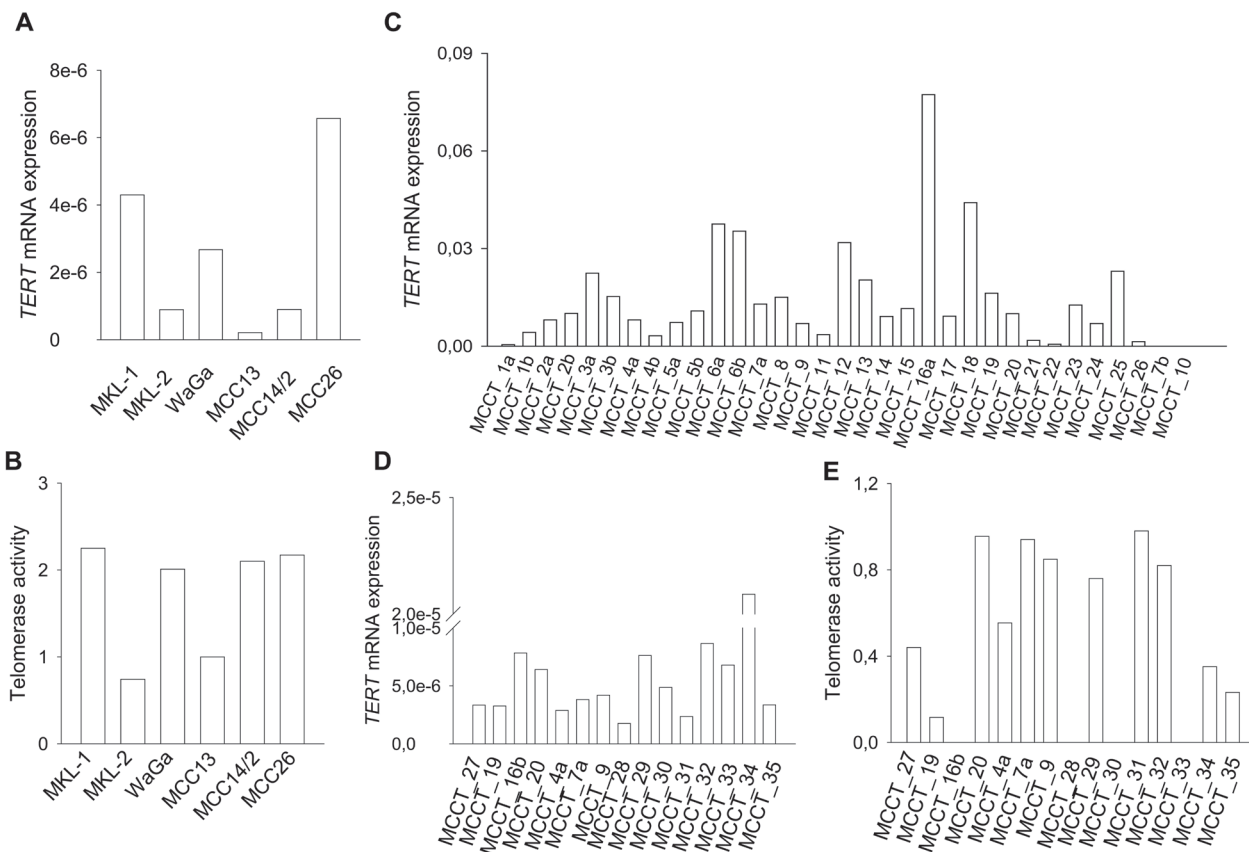 A
TERT mRNA expression
8e-6
6e-6
4e-6
2e-6
0
MKL-1
MKL-2
WaGa
MCC13
MCC14/2
MCC26
B
Telomerase activity
3
2
1
0
MKL-1
MKL-2
WaGa
MCC13
MCC14/2
MCC26
C
TERT mRNA expression
0,09
0,06
0,03
0,00
MCCT_1a
MCCT_1b
MCCT_2a
MCCT_2b
MCCT_3a
MCCT_3b
MCCT_4a
MCCT_4b
MCCT_5a
MCCT_5b
MCCT_6a
MCCT_6b
MCCT_7a
MCCT_8
MCCT_9
MCCT_11
MCCT_12
MCCT_13
MCCT_14
MCCT_15
MCCT_16a
MCCT_17
MCCT_18
MCCT_19
MCCT_20
MCCT_21
MCCT_22
MCCT_23
MCCT_24
MCCT_25
MCCT_26
MCCT_7b
MCCT_10
D
TERT mRNA expression
2,5e-5
2,0e-5
1,0e-5
5,0e-6
0,0
MCCT_27
MCCT_19
MCCT_16b
MCCT_20
MCCT_4a
MCCT_7a
MCCT_9
MCCT_28
MCCT_29
MCCT_30
MCCT_31
MCCT_32
MCCT_33
MCCT_34
MCCT_35
E
Telomerase activity
1,2
0,8
0,4
0,0
MCCT_27
MCCT_19
MCCT_16b
MCCT_20
MCCT_4a
MCCT_7a
MCCT_9
MCCT_28
MCCT_29
MCCT_30
MCCT_31
MCCT_32
MCCT_33
MCCT_34
MCCT_35